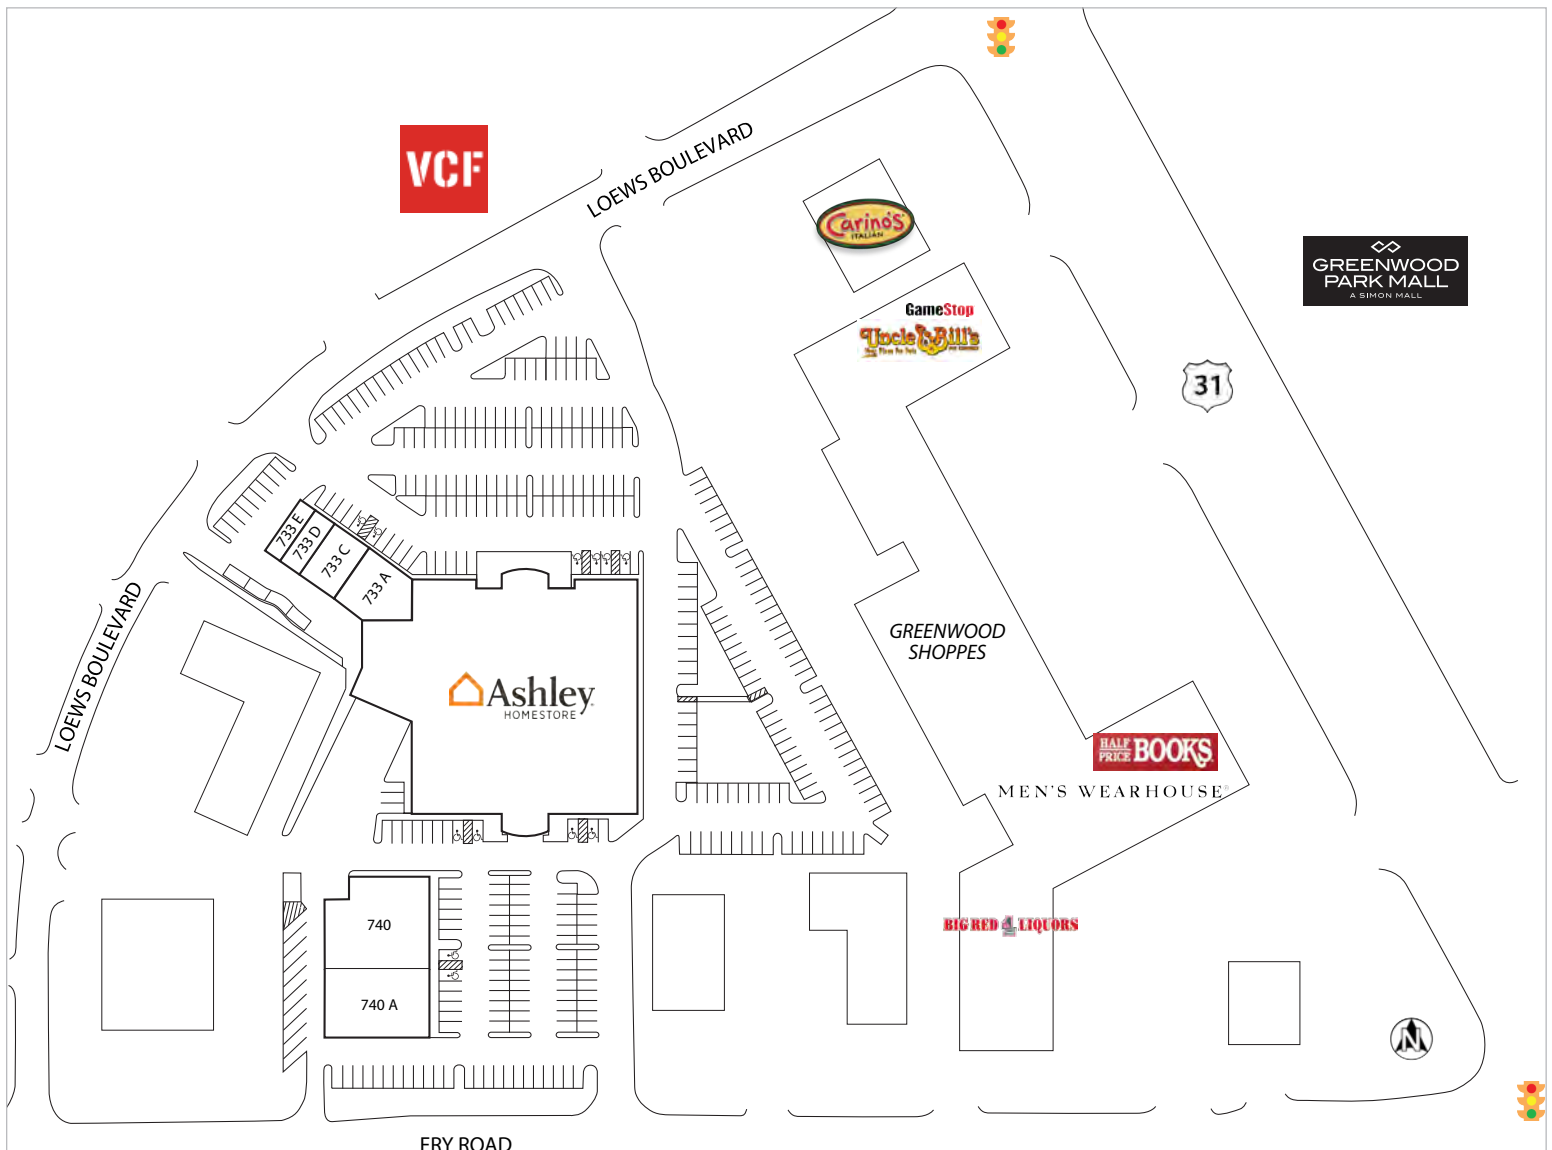 LOEWS BOULEVARD
VCF
Carino's
ITALIAN
GREENWOOD
PARK MALL
A SIMON MALL
GameStop
Uncle Bill's
31
733 E
733 D
733 C
733 A
LOEWS BOULEVARD
GREENWOOD
SHOPPES
Ashley
HOMESTORE
HALF
PRICE
BOOKS
MEN'S WEARHOUSE
740
BIG RED LIQUORS
740 A
N
FRY ROAD